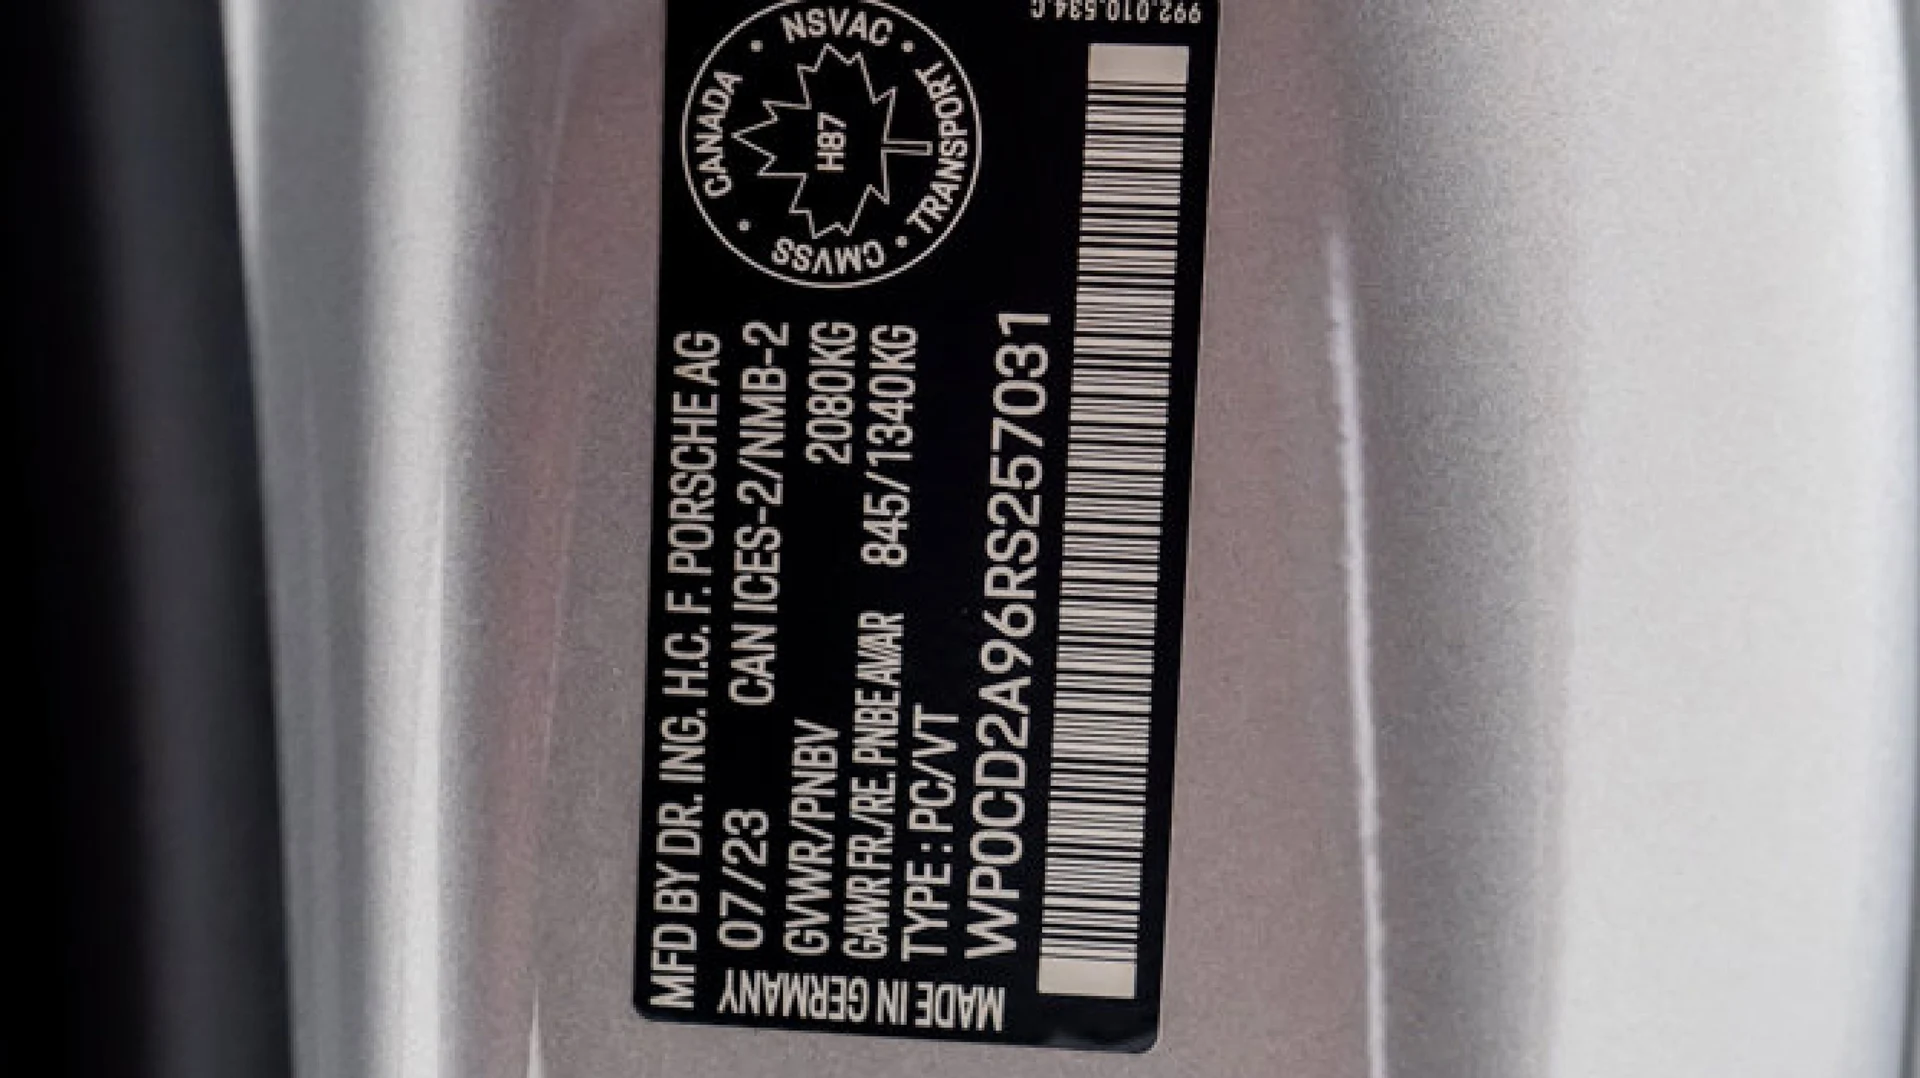 MFD BY DR. ING. H.C. F. PORSCHE AG
07/23 CAN ICES-2/NMB-2
GVWR/PNBV 2080KG
GAWR FR./RE.PNBE.AV/AR 845/1340KG
TYPE : PC/VT
WP0CD2A96RS257031
MADE IN GERMANY
CANADA • NSVAC • TRANSPORT • CMVSS •
H87
992.010.534.C